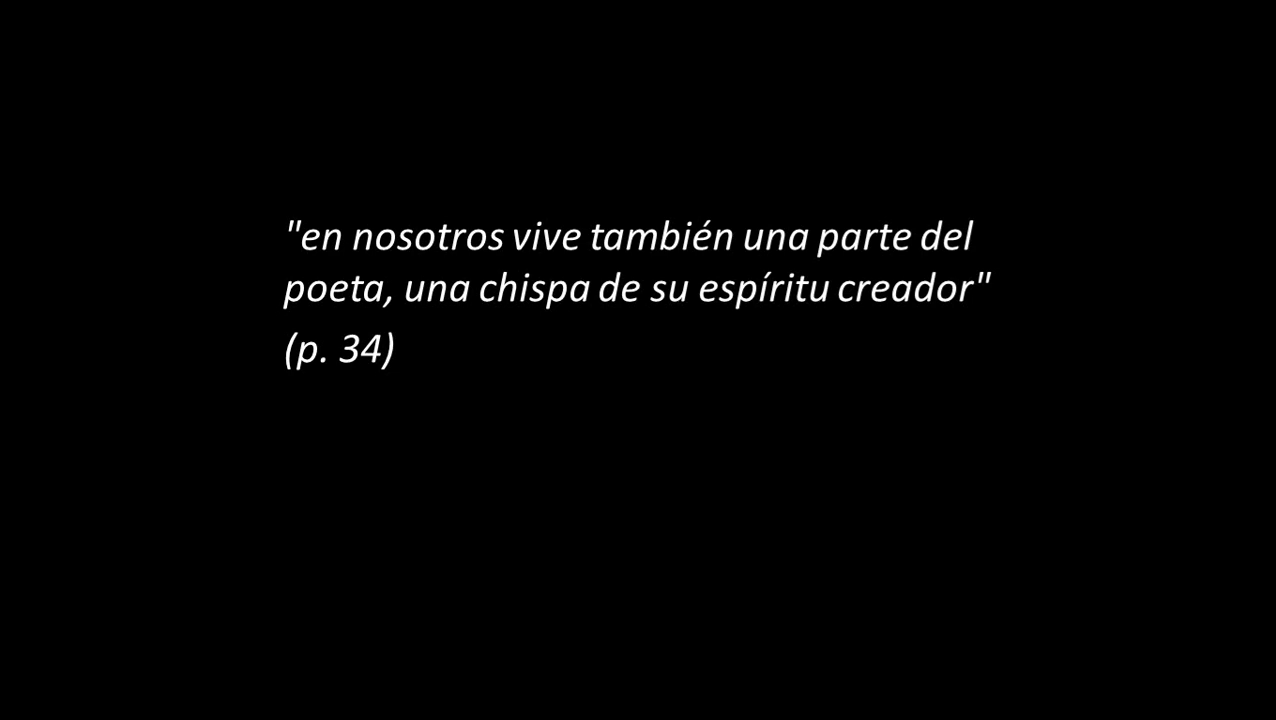 "en nosotros vive también una parte del
poeta, una chispa de su espíritu creador"
(p. 34)